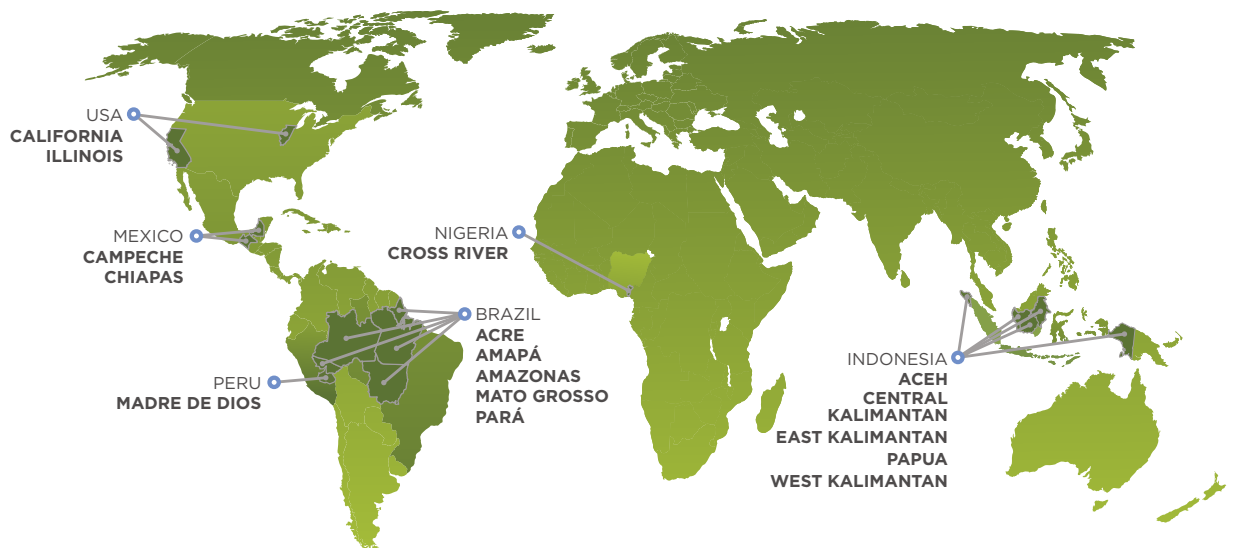 USA
CALIFORNIA
ILLINOIS
MEXICO
CAMPECHE
CHIAPAS
NIGERIA
CROSS RIVER
BRAZIL
ACRE
AMAPÁ
AMAZONAS
MATO GROSSO
PARÁ
PERU
MADRE DE DIOS
INDONESIA
ACEH
CENTRAL
KALIMANTAN
EAST KALIMANTAN
PAPUA
WEST KALIMANTAN